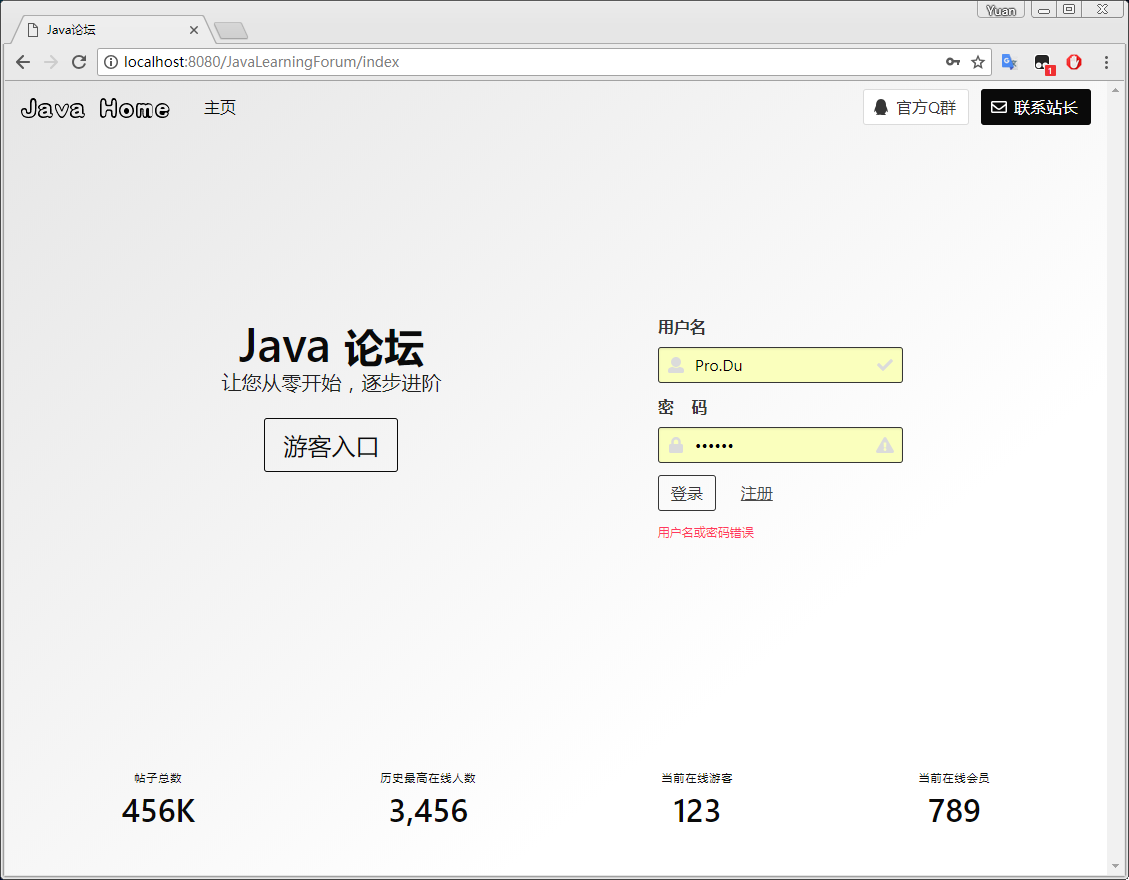 Yuan
Java论坛
localhost:8080/JavaLearningForum/index
1
Java Home
主页
官方Q群
联系站长
Java 论坛
让您从零开始，逐步进阶
游客入口
用户名
Pro.Du
密 码
••••••
登录
注册
用户名或密码错误
帖子总数
历史最高在线人数
当前在线游客
当前在线会员
456K
3,456
123
789